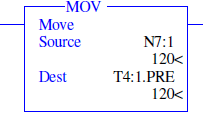 MOV
Move
Source N7:1
120<
Dest T4:1.PRE
120<